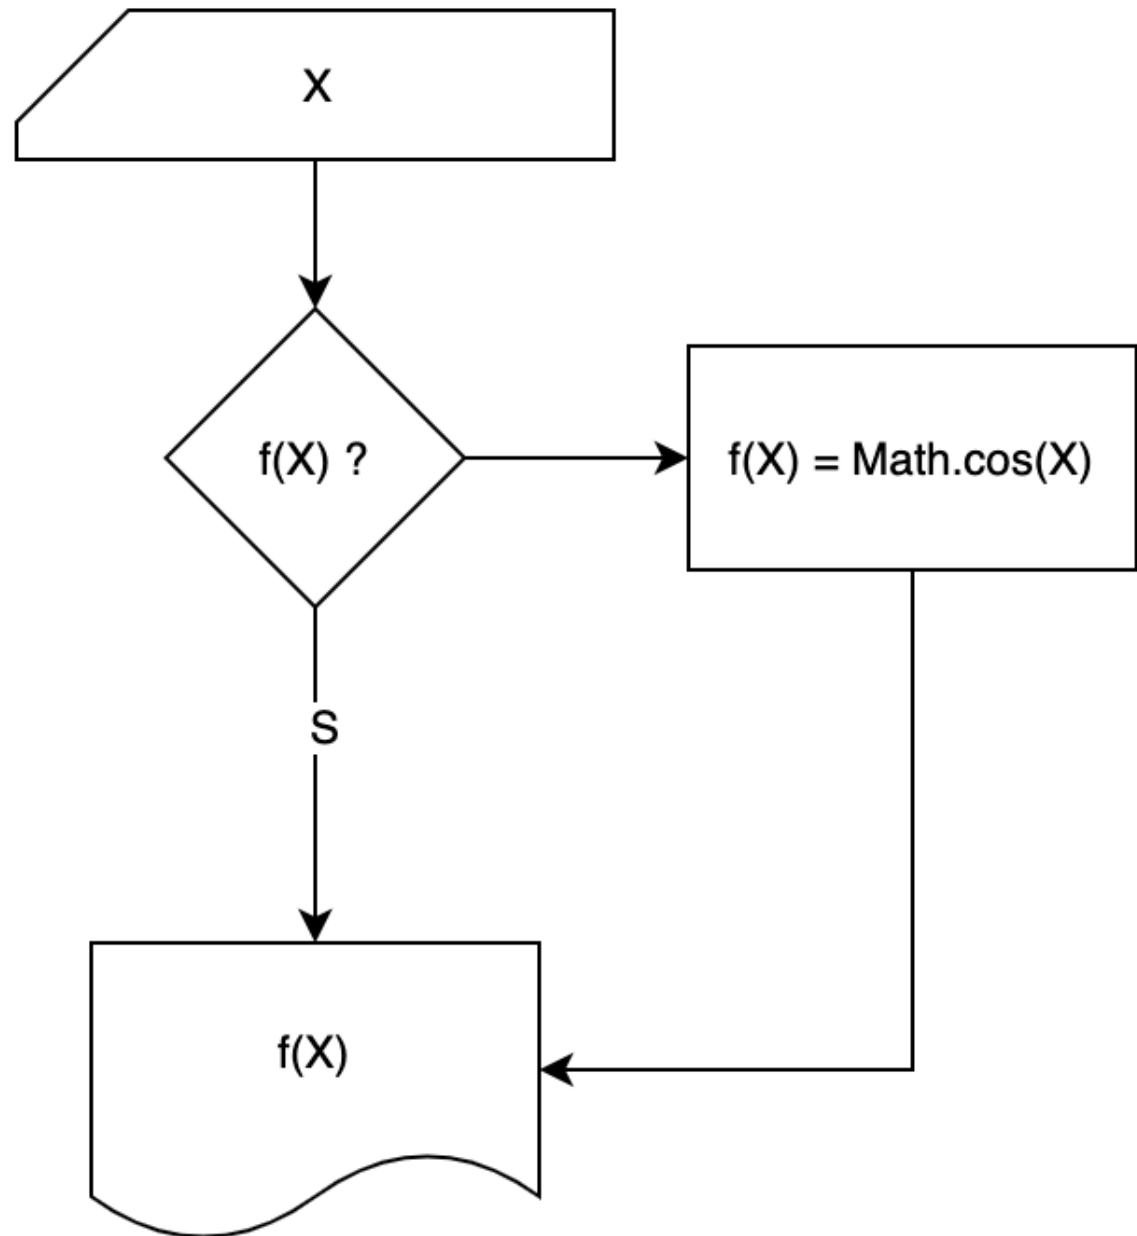 X
f(X) ?
f(X) = Math.cos(X)
S
f(X)